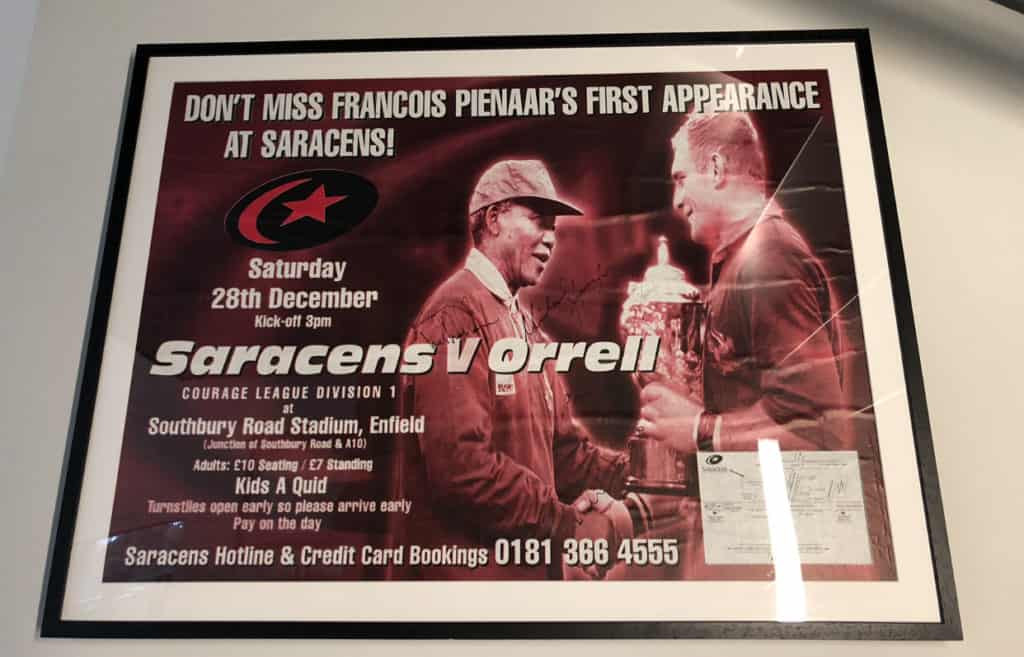 DON'T MISS FRANCOIS PIENAAR'S FIRST APPEARANCE
AT SARACENS!
Saturday
28th December
Kick-off 3pm
Saracens V Orrell
COURAGE LEAGUE DIVISION 1
at
Southbury Road Stadium, Enfield
(Junction of Southbury Road & A10)
Adults: £10 Seating / £7 Standing
Kids A Quid
Turnstiles open early so please arrive early
Pay on the day
Saracens Hotline & Credit Card Bookings 0181 366 4555